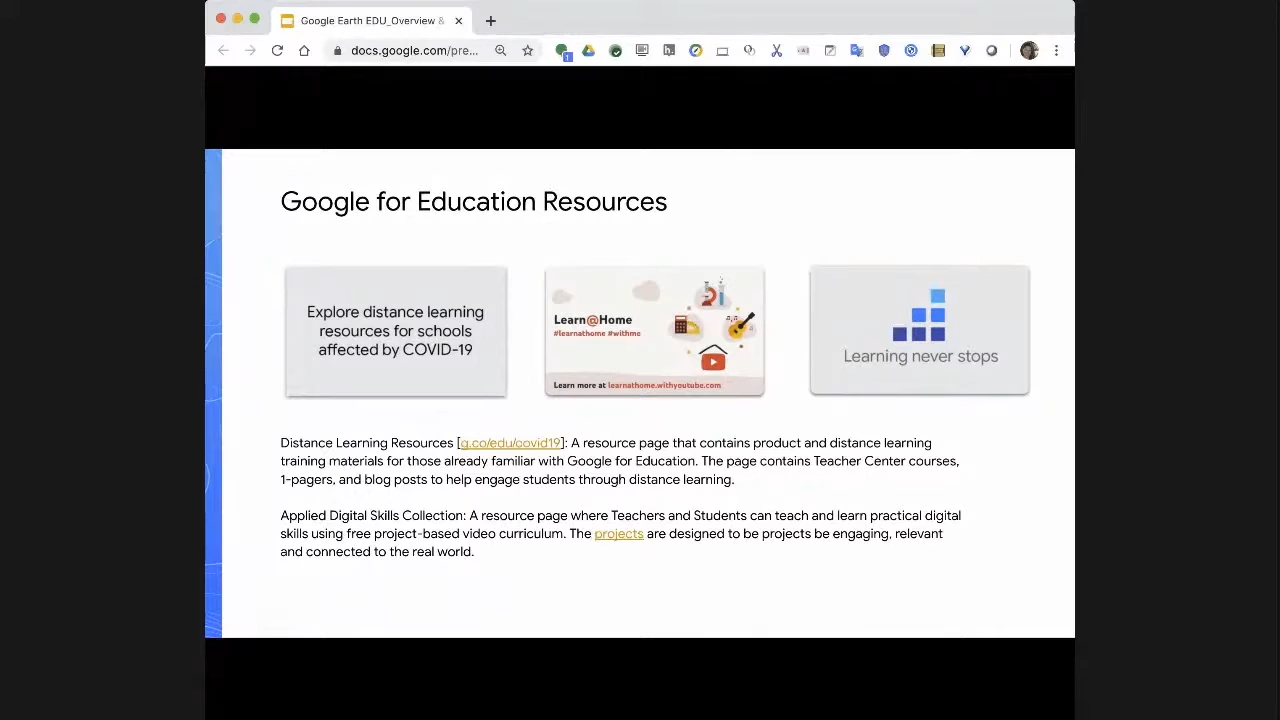 Google Earth EDU_Overview &
docs.google.com/pre...
1
Google for Education Resources
Explore distance learning
resources for schools
affected by COVID-19
Learn@Home
#learnathome #withme
Learn more at learnathome.withyoutube.com
Learning never stops
Distance Learning Resources [g.co/edu/covid19]: A resource page that contains product and distance learning
training materials for those already familiar with Google for Education. The page contains Teacher Center courses,
1-pagers, and blog posts to help engage students through distance learning.
Applied Digital Skills Collection: A resource page where Teachers and Students can teach and learn practical digital
skills using free project-based video curriculum. The projects are designed to be projects be engaging, relevant
and connected to the real world.